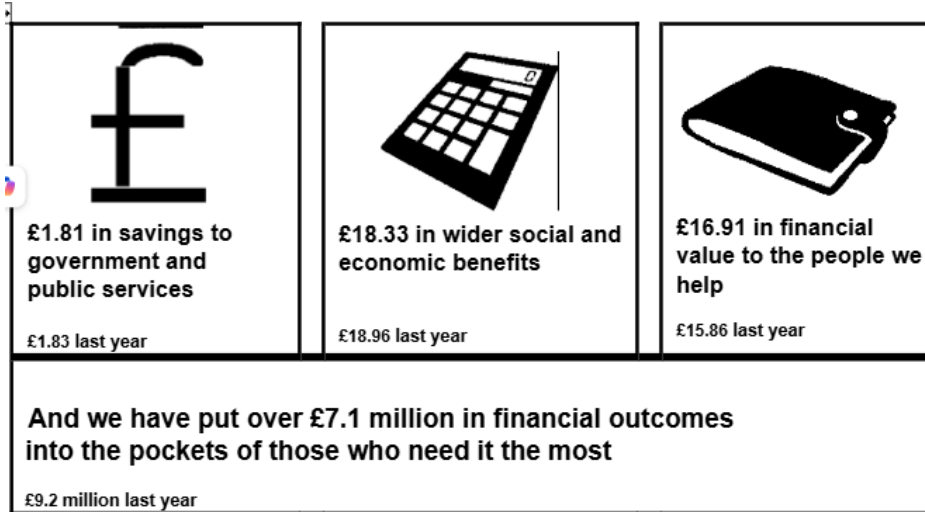 £1.81 in savings to
government and
public services
£1.83 last year
0
£18.33 in wider social and
economic benefits
£18.96 last year
£16.91 in financial
value to the people we
help
£15.86 last year
And we have put over £7.1 million in financial outcomes
into the pockets of those who need it the most
£9.2 million last year